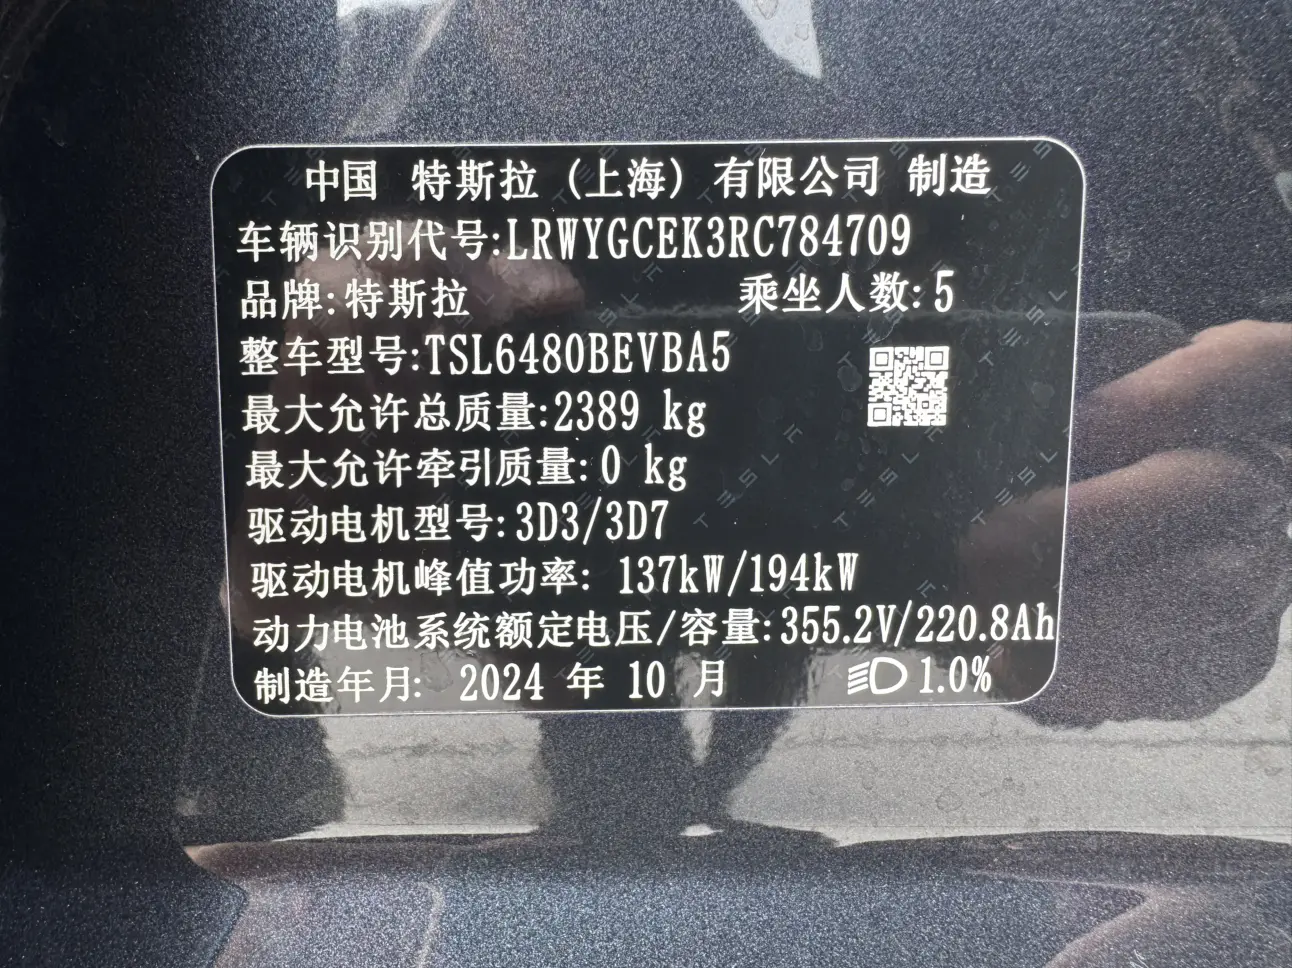 中国 特斯拉（上海）有限公司 制造
车辆识别代号:LRWYGCEK3RC784709
品牌:特斯拉 乘坐人数:5
整车型号:TSL6480BEVBA5
最大允许总质量:2389 kg
最大允许牵引质量:0 kg
驱动电机型号:3D3/3D7
驱动电机峰值功率: 137kW/194kW
动力电池系统额定电压/容量:355.2V/220.8Ah
制造年月: 2024 年 10 月 1.0%